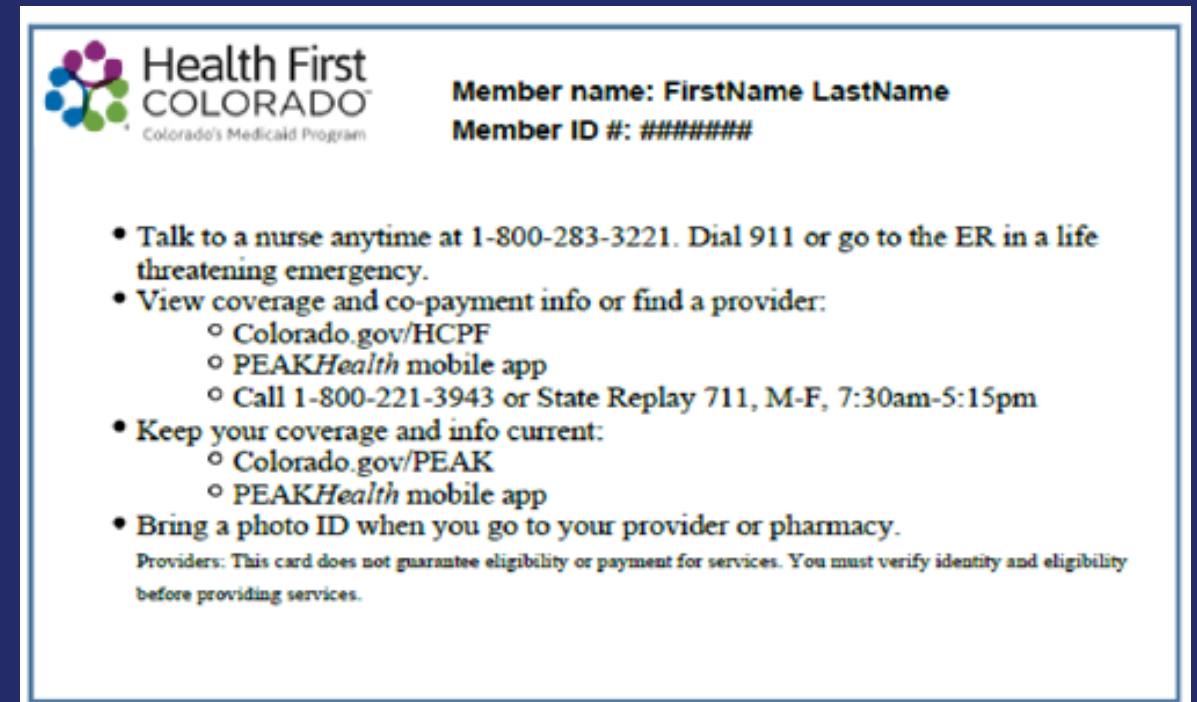 Health First
COLORADO™
Colorado's Medicaid Program
Member name: FirstName LastName
Member ID #: #######
• Talk to a nurse anytime at 1-800-283-3221. Dial 911 or go to the ER in a life
threatening emergency.
• View coverage and co-payment info or find a provider:
○ Colorado.gov/HCPF
○ PEAKHealth mobile app
○ Call 1-800-221-3943 or State Replay 711, M-F, 7:30am-5:15pm
• Keep your coverage and info current:
○ Colorado.gov/PEAK
○ PEAKHealth mobile app
• Bring a photo ID when you go to your provider or pharmacy.
Providers: This card does not guarantee eligibility or payment for services. You must verify identity and eligibility
before providing services.